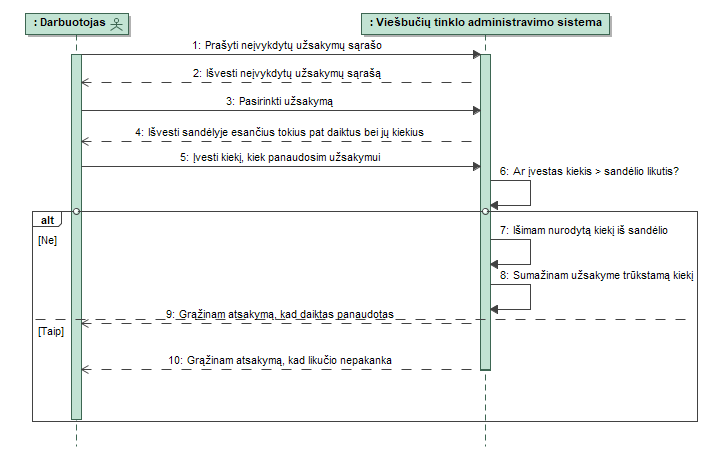 : Darbuotojas
: Viešbučių tinklo administravimo sistema
1: Prašyti neįvykdytų užsakymų sąrašo
2: Išvesti neįvykdytų užsakymų sąrašą
3: Pasirinkti užsakymą
4: Išvesti sandėlyje esančius tokius pat daiktus bei jų kiekius
5: Įvesti kiekį, kiek panaudosim užsakymui
6: Ar įvestas kiekis > sandėlio likutis?
alt
[Ne]
7: Išimam nurodytą kiekį iš sandėlio
8: Sumažinam užsakyme trūkstamą kiekį
9: Grąžinam atsakymą, kad daiktas panaudotas
[Taip]
10: Grąžinam atsakymą, kad likučio nepakanka